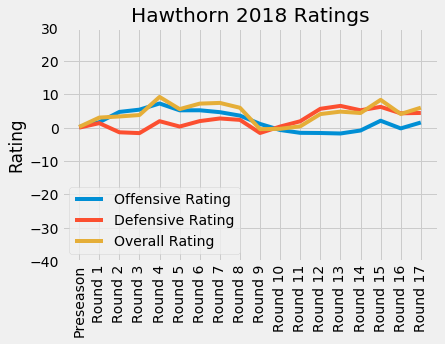 Hawthorn 2018 Ratings
Rating
30
20
10
0
−10
−20
−30
−40
Offensive Rating
Defensive Rating
Overall Rating
Preseason
Round 1
Round 2
Round 3
Round 4
Round 5
Round 6
Round 7
Round 8
Round 9
Round 10
Round 11
Round 12
Round 13
Round 14
Round 15
Round 16
Round 17